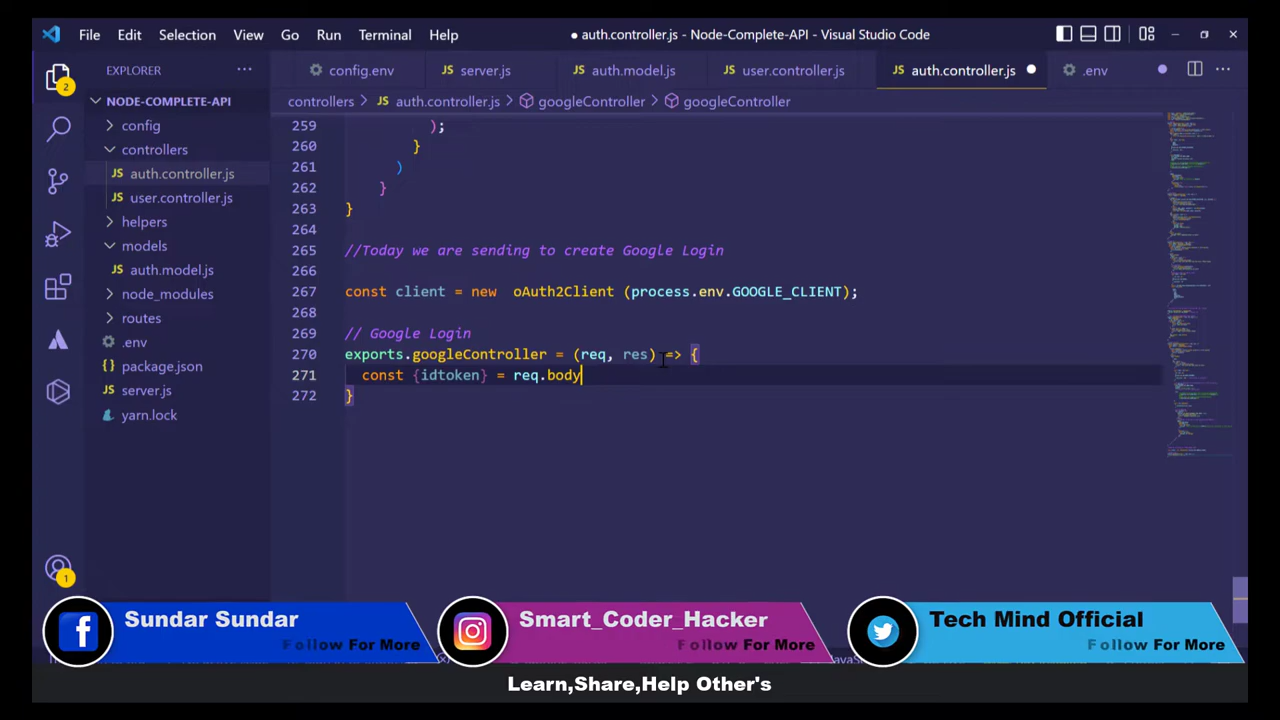 File Edit Selection View Go Run Terminal Help
● auth.controller.js - Node-Complete-API - Visual Studio Code
EXPLORER
config.env
server.js
auth.model.js
user.controller.js
auth.controller.js
.env
NODE-COMPLETE-API
controllers > auth.controller.js > googleController > googleController
config
controllers
auth.controller.js
user.controller.js
helpers
models
auth.model.js
node_modules
routes
.env
package.json
server.js
yarn.lock
2
1
259 );
260 }
261 )
262 }
263 }
264
265 //Today we are sending to create Google Login
266
267 const client = new oAuth2Client (process.env.GOOGLE_CLIENT);
268
269 // Google Login
270 exports.googleController = (req, res) => {
271 const {idtoken} = req.body
272 }
Sundar Sundar
Follow For More
Smart_Coder_Hacker
Follow For More
Tech Mind Official
Follow For More
Learn,Share,Help Other's